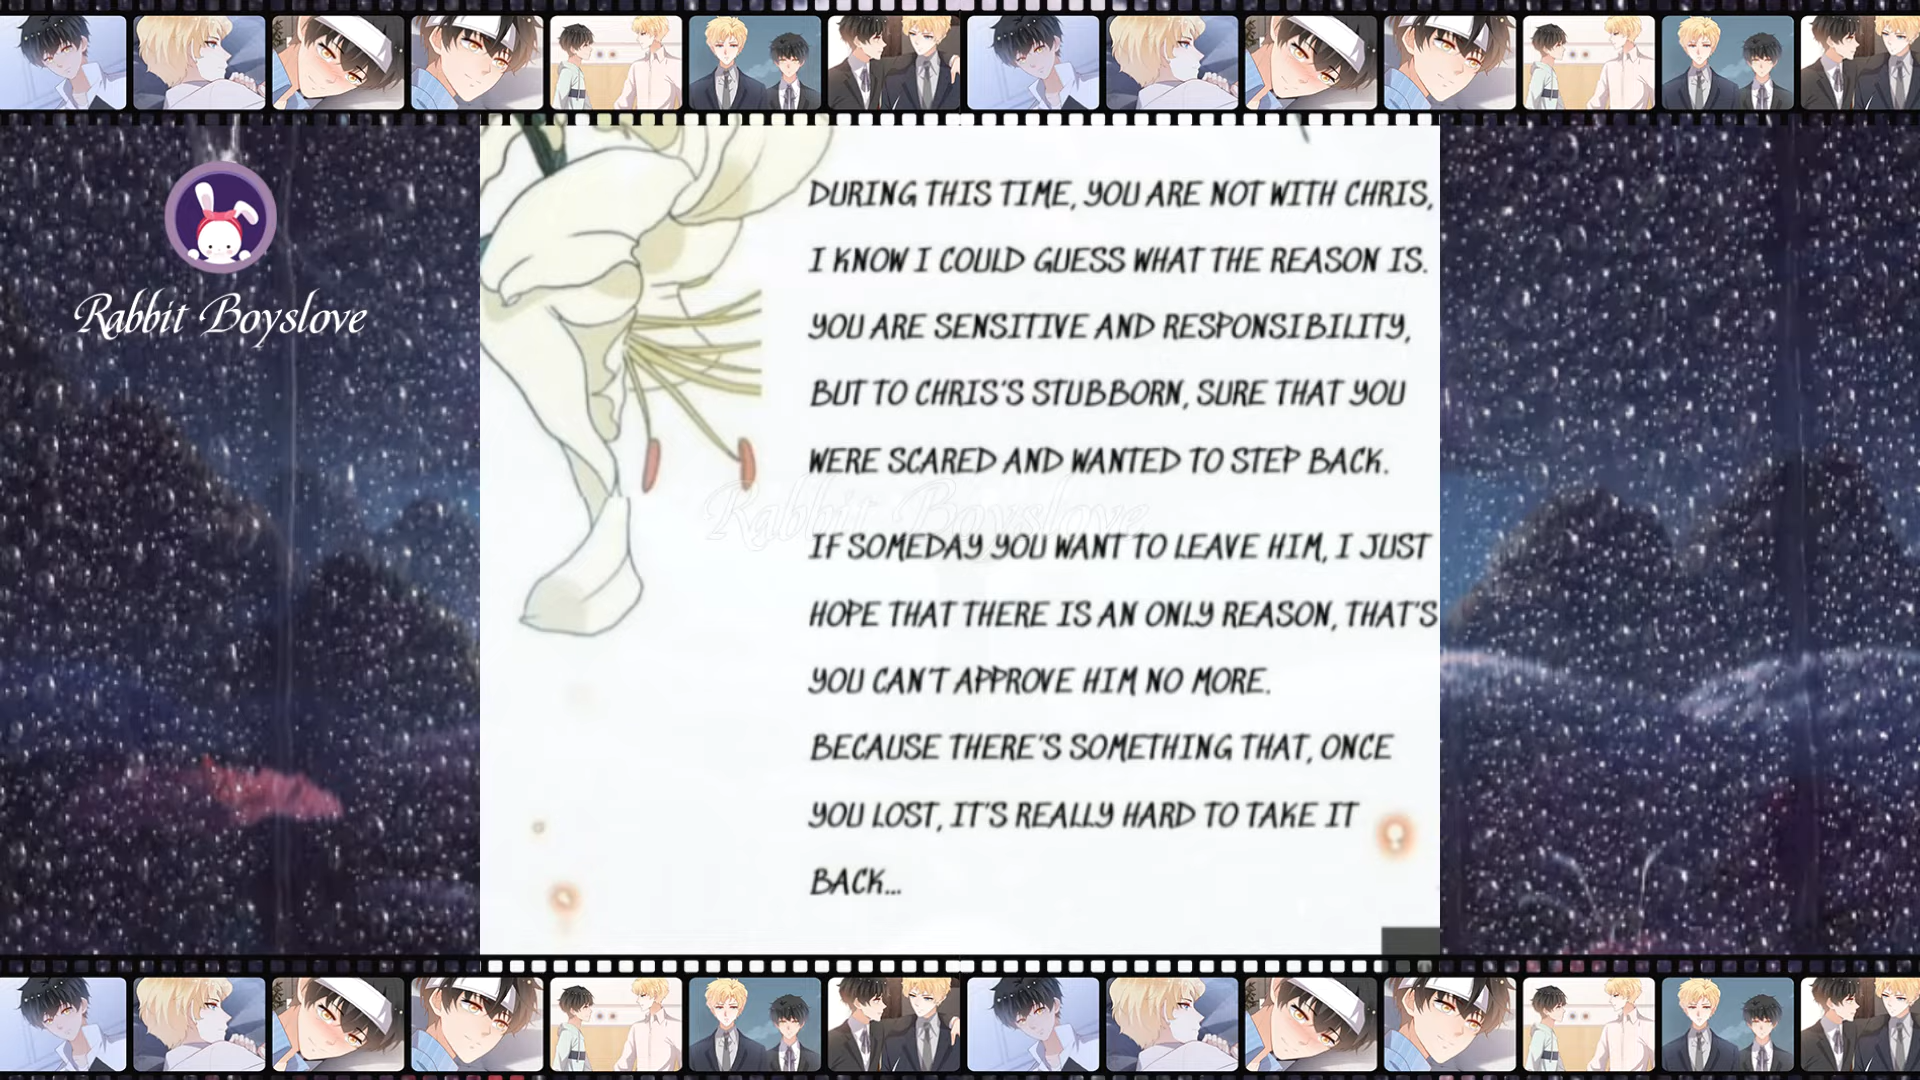 Rabbit Boyslove
DURING THIS TIME, YOU ARE NOT WITH CHRIS,
I KNOW I COULD GUESS WHAT THE REASON IS.
YOU ARE SENSITIVE AND RESPONSIBILITY,
BUT TO CHRIS'S STUBBORN, SURE THAT YOU
WERE SCARED AND WANTED TO STEP BACK.
Rabbit Boyslove
IF SOMEDAY YOU WANT TO LEAVE HIM, I JUST
HOPE THAT THERE IS AN ONLY REASON, THAT'S
YOU CAN'T APPROVE HIM NO MORE.
BECAUSE THERE'S SOMETHING THAT, ONCE
YOU LOST, IT'S REALLY HARD TO TAKE IT
BACK...